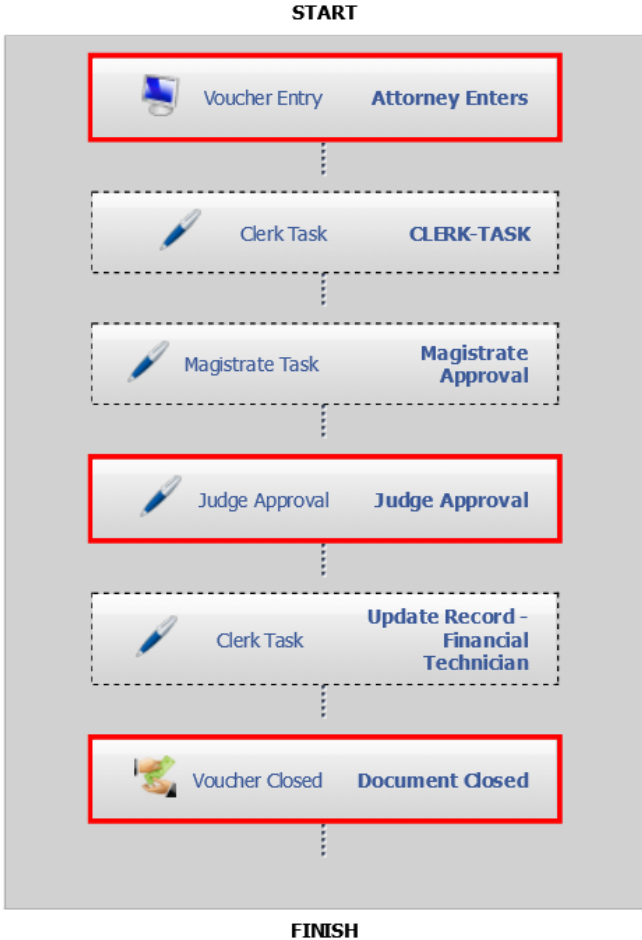 START
Voucher Entry Attorney Enters
Clerk Task CLERK-TASK
Magistrate Task Magistrate
Approval
Judge Approval Judge Approval
Clerk Task Update Record -
Financial
Technician
Voucher Closed Document Closed
FINISH